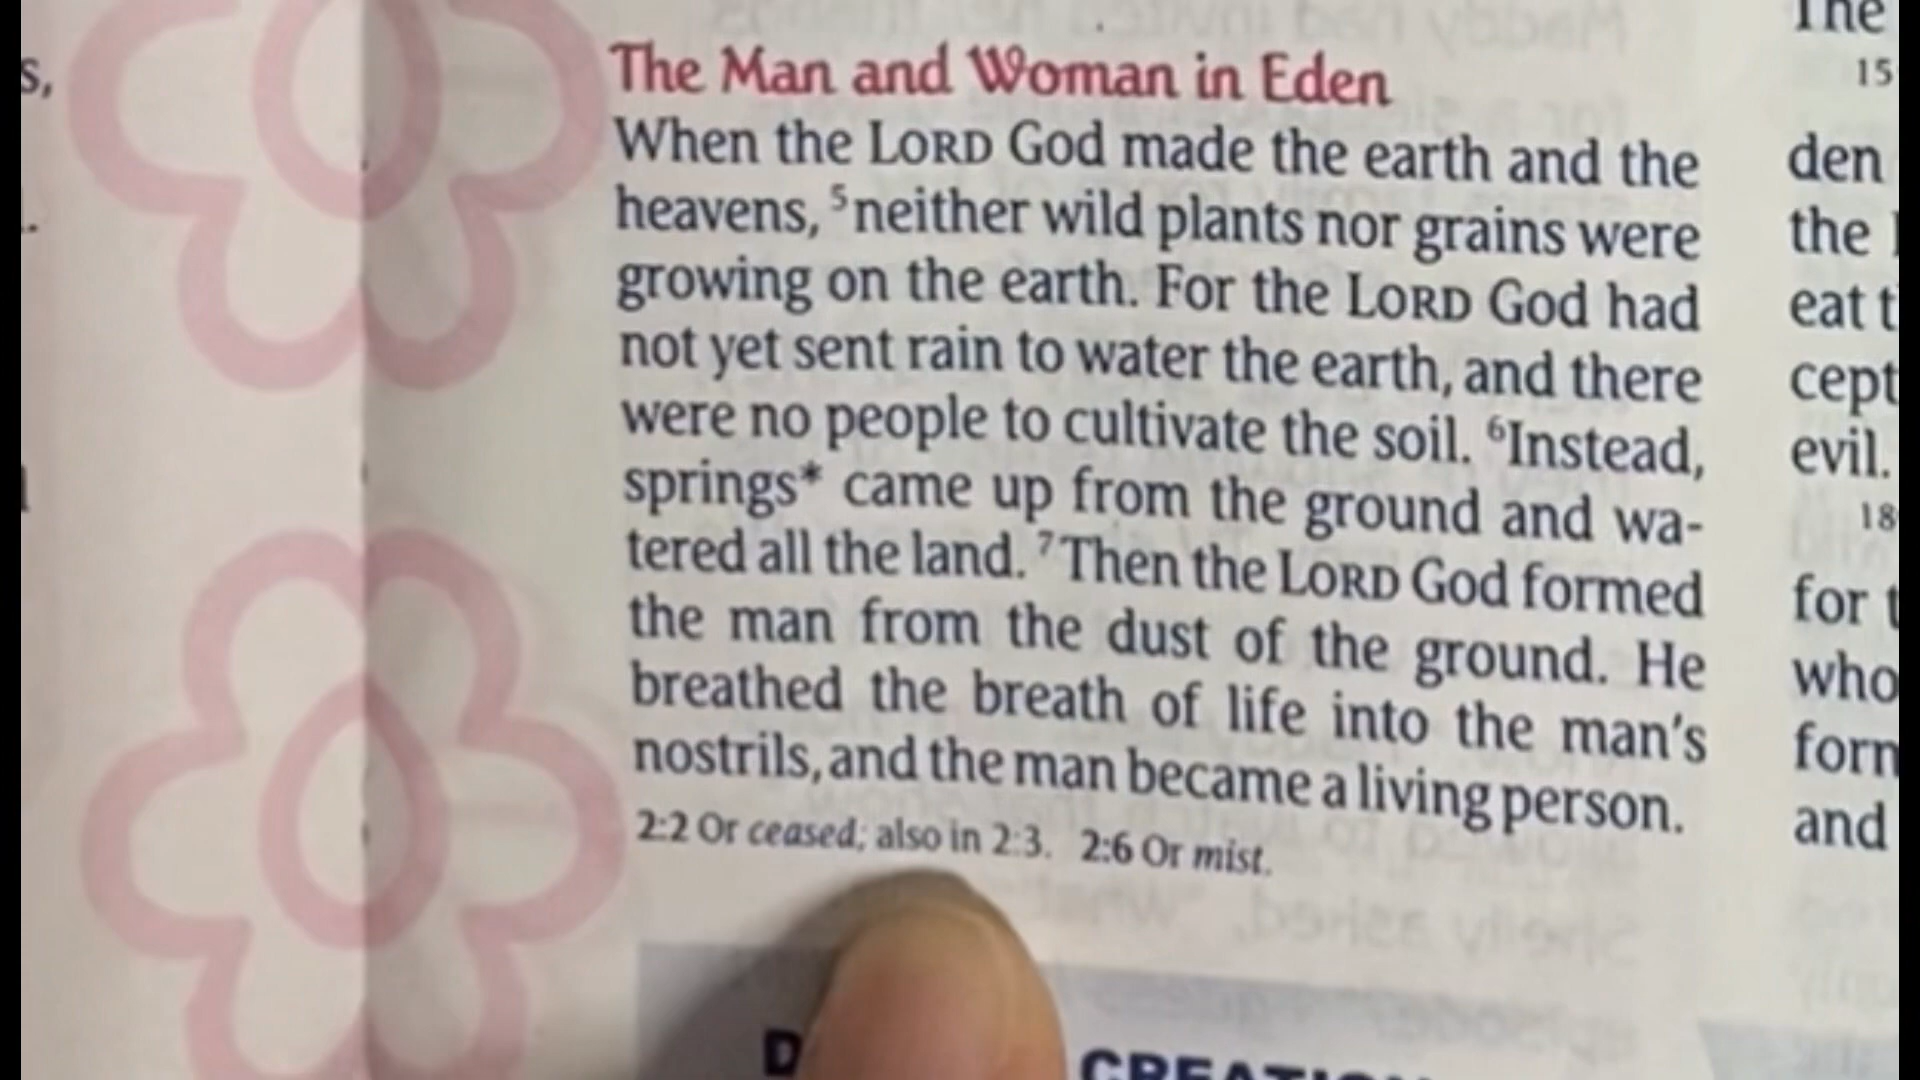 s,
.
The Man and Woman in Eden
When the LORD God made the earth and the
heavens, 5neither wild plants nor grains were
growing on the earth. For the LORD God had
not yet sent rain to water the earth, and there
were no people to cultivate the soil. 6Instead,
springs* came up from the ground and wa-
tered all the land. 7Then the LORD God formed
the man from the dust of the ground. He
breathed the breath of life into the man's
nostrils, and the man became a living person.
2:2 Or ceased; also in 2:3. 2:6 Or mist.
D
CREATION
The
15
den
the
eat t
cept
evil.
18
for t
who
form
and